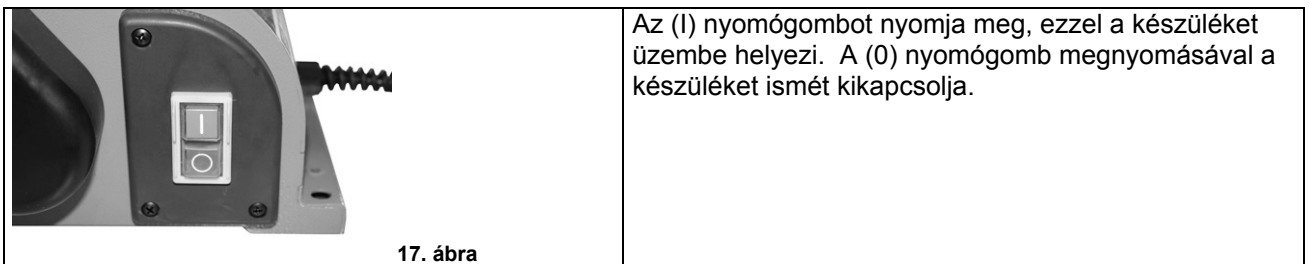 Az (I) nyomógombot nyomja meg, ezzel a készüléket
üzembe helyezi.  A (0) nyomógomb megnyomásával a
készüléket ismét kikapcsolja.
I
O
17. ábra